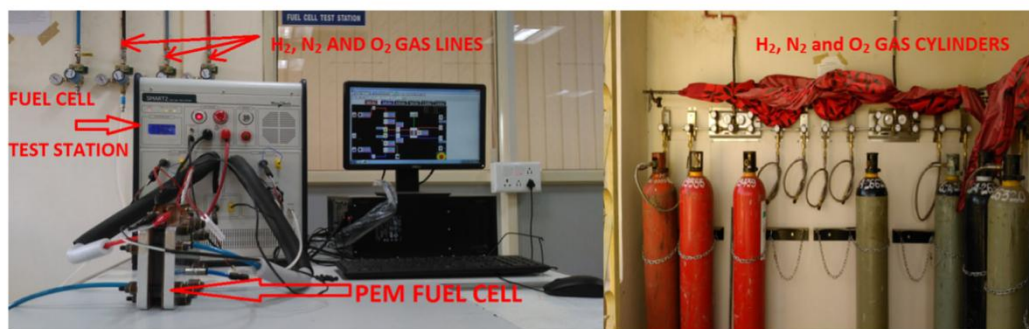 FUEL CELL TEST STATION
H₂, N₂ AND O₂ GAS LINES
H₂, N₂ and O₂ GAS CYLINDERS
FUEL CELL
TEST STATION
SMART2
PEM FUEL CELL